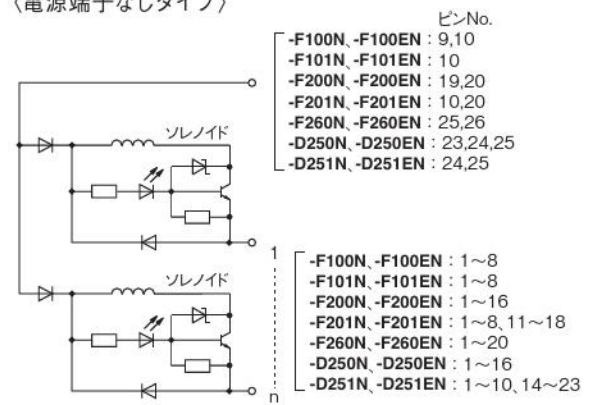 〈電源端子なしタイプ〉
ピンNo.
-F100N、-F100EN：9,10
-F101N、-F101EN：10
-F200N、-F200EN：19,20
-F201N、-F201EN：10,20
-F260N、-F260EN：25,26
-D250N、-D250EN：23,24,25
-D251N、-D251EN：24,25
ソレノイド
1
ソレノイド
n
-F100N、-F100EN：1～8
-F101N、-F101EN：1～8
-F200N、-F200EN：1～16
-F201N、-F201EN：1～8、11～18
-F260N、-F260EN：1～20
-D250N、-D250EN：1～16
-D251N、-D251EN：1～10、14～23